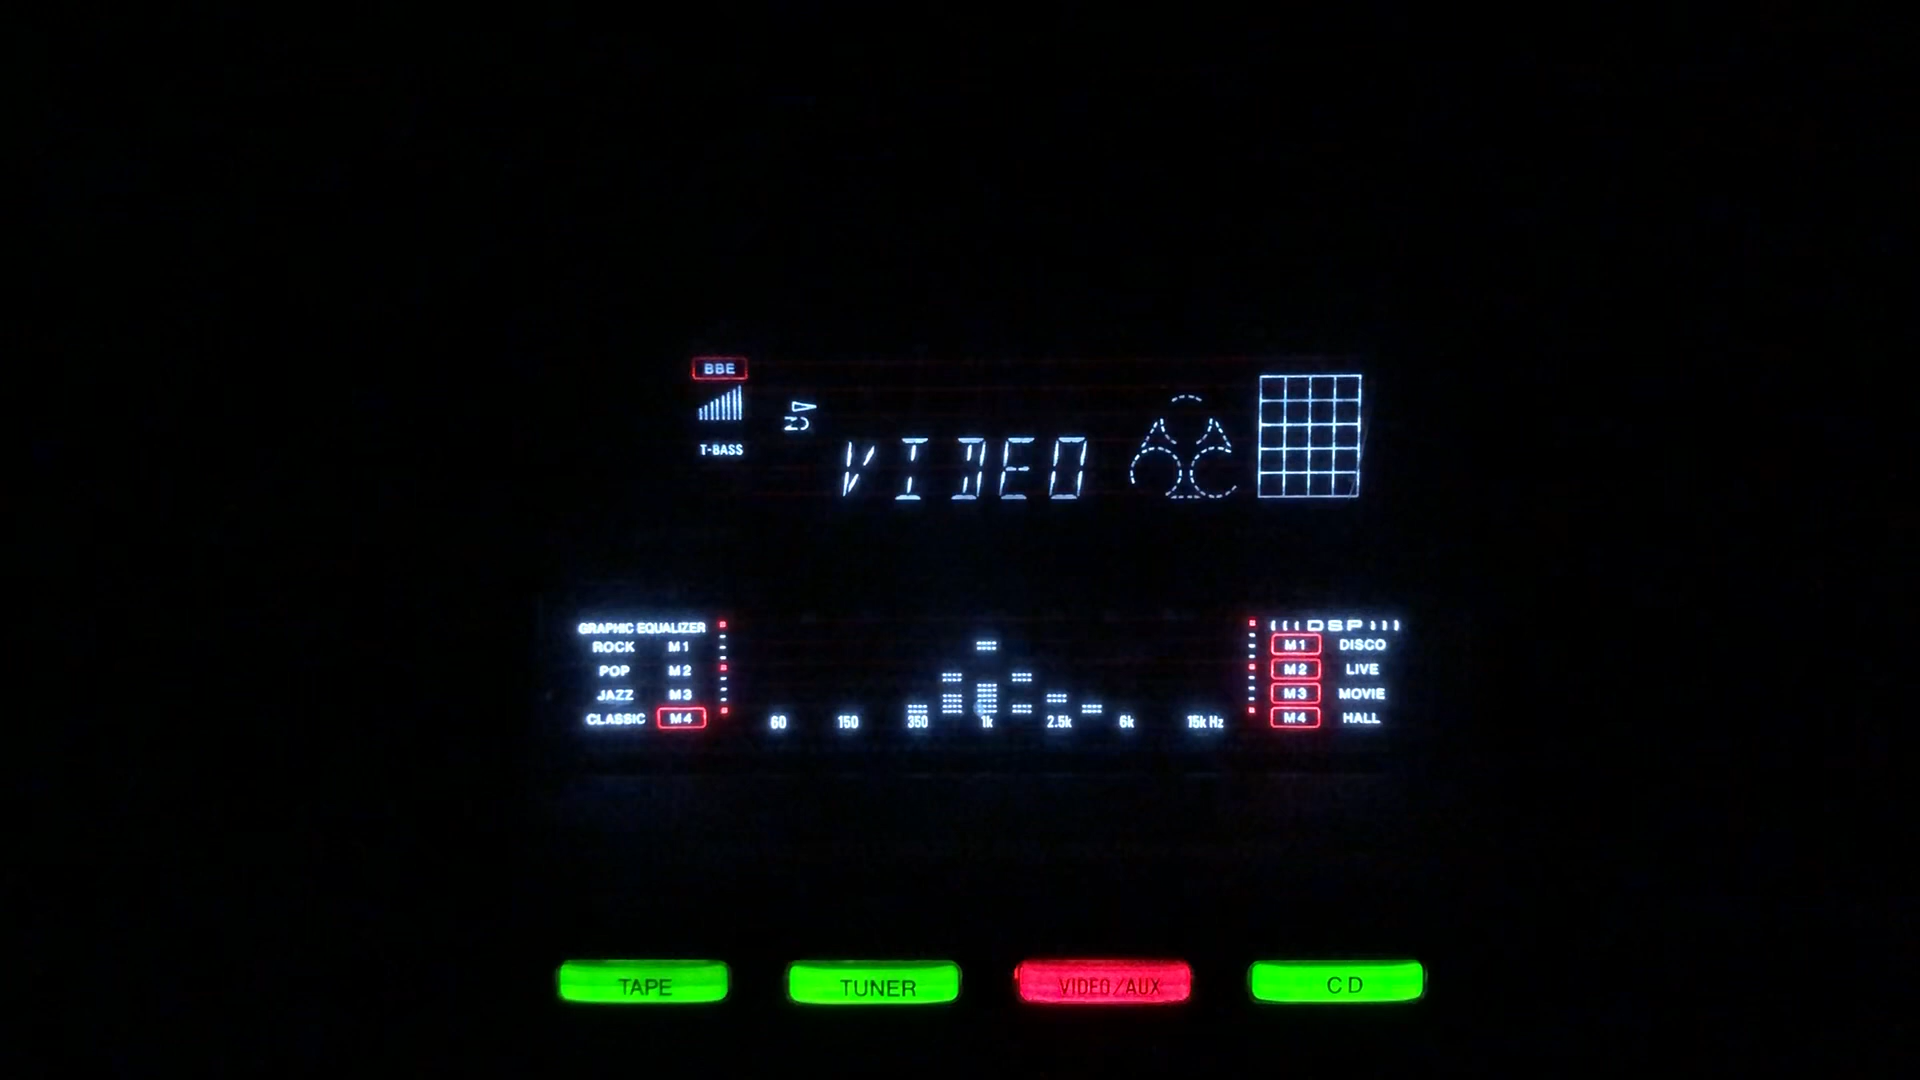 BBE
T-BASS
VIDEO
GRAPHIC EQUALIZER
ROCK M1
POP M2
JAZZ M3
CLASSIC M4
60 150 350 1k 2.5k 6k 15k Hz
DSP
M1 DISCO
M2 LIVE
M3 MOVIE
M4 HALL
TAPE
TUNER
VIDEO/AUX
CD